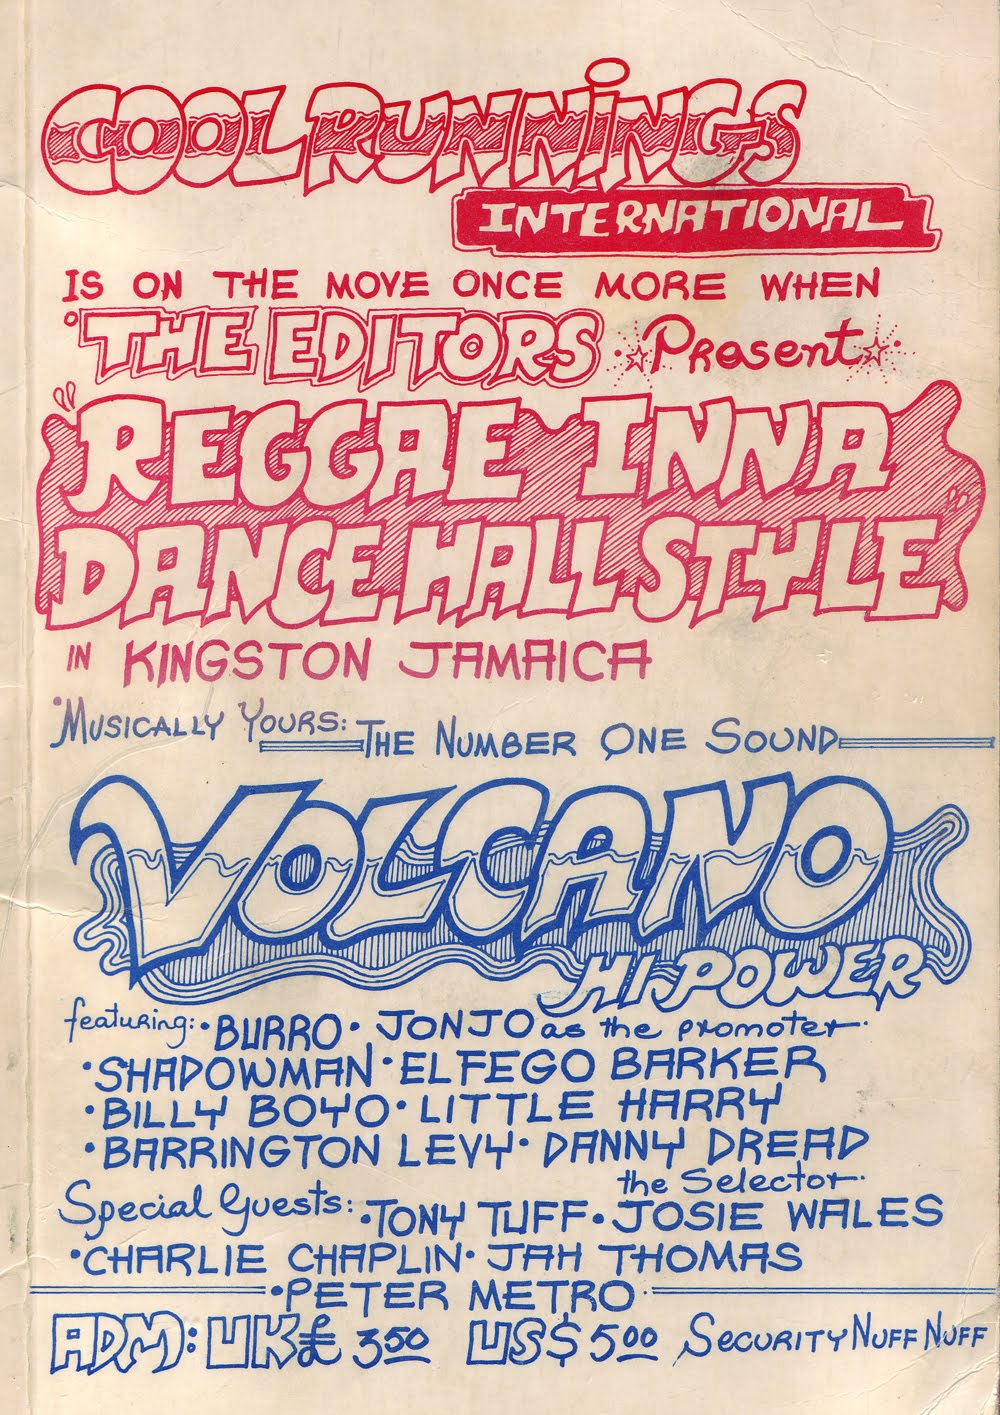 COOL RUNNiNGS
INTERNATIONAL
IS ON THE MOVE ONCE MORE WHEN
THE EDITORS Present
REGGAE INNA
DANCE HALL STYLE
IN KINGSTON JAMAICA
MUSICALLY YOURS: THE NUMBER ONE SOUND
VOLCANO
HI-POWER
featuring: • BURRO • JONJO as the promoter •
• SHADOWMAN • ELFEGO BARKER
• BILLY BOYO • LITTLE HARRY
• BARRINGTON LEVY • DANNY DREAD
the Selector •
Special Guests: • TONY TUFF • JOSIE WALES
• CHARLIE CHAPLIN • JAH THOMAS
• PETER METRO •
ADM: UK£ 3.50 US$ 5.00 SECURITY NUFF NUFF